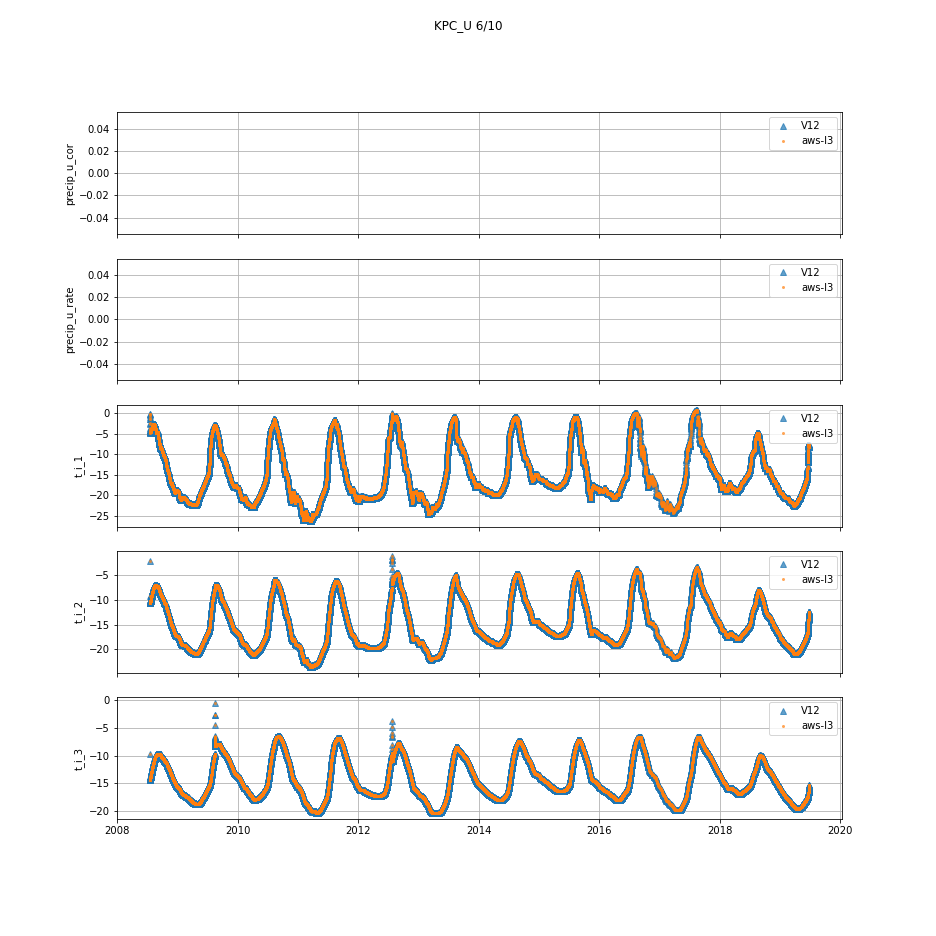 KPC_U 6/10
precip_u_cor
0.04
0.02
0.00
−0.02
−0.04
V12
aws-l3
precip_u_rate
0.04
0.02
0.00
−0.02
−0.04
V12
aws-l3
t_i_1
0
−5
−10
−15
−20
−25
V12
aws-l3
t_i_2
−5
−10
−15
−20
V12
aws-l3
t_i_3
0
−5
−10
−15
−20
V12
aws-l3
2008
2010
2012
2014
2016
2018
2020